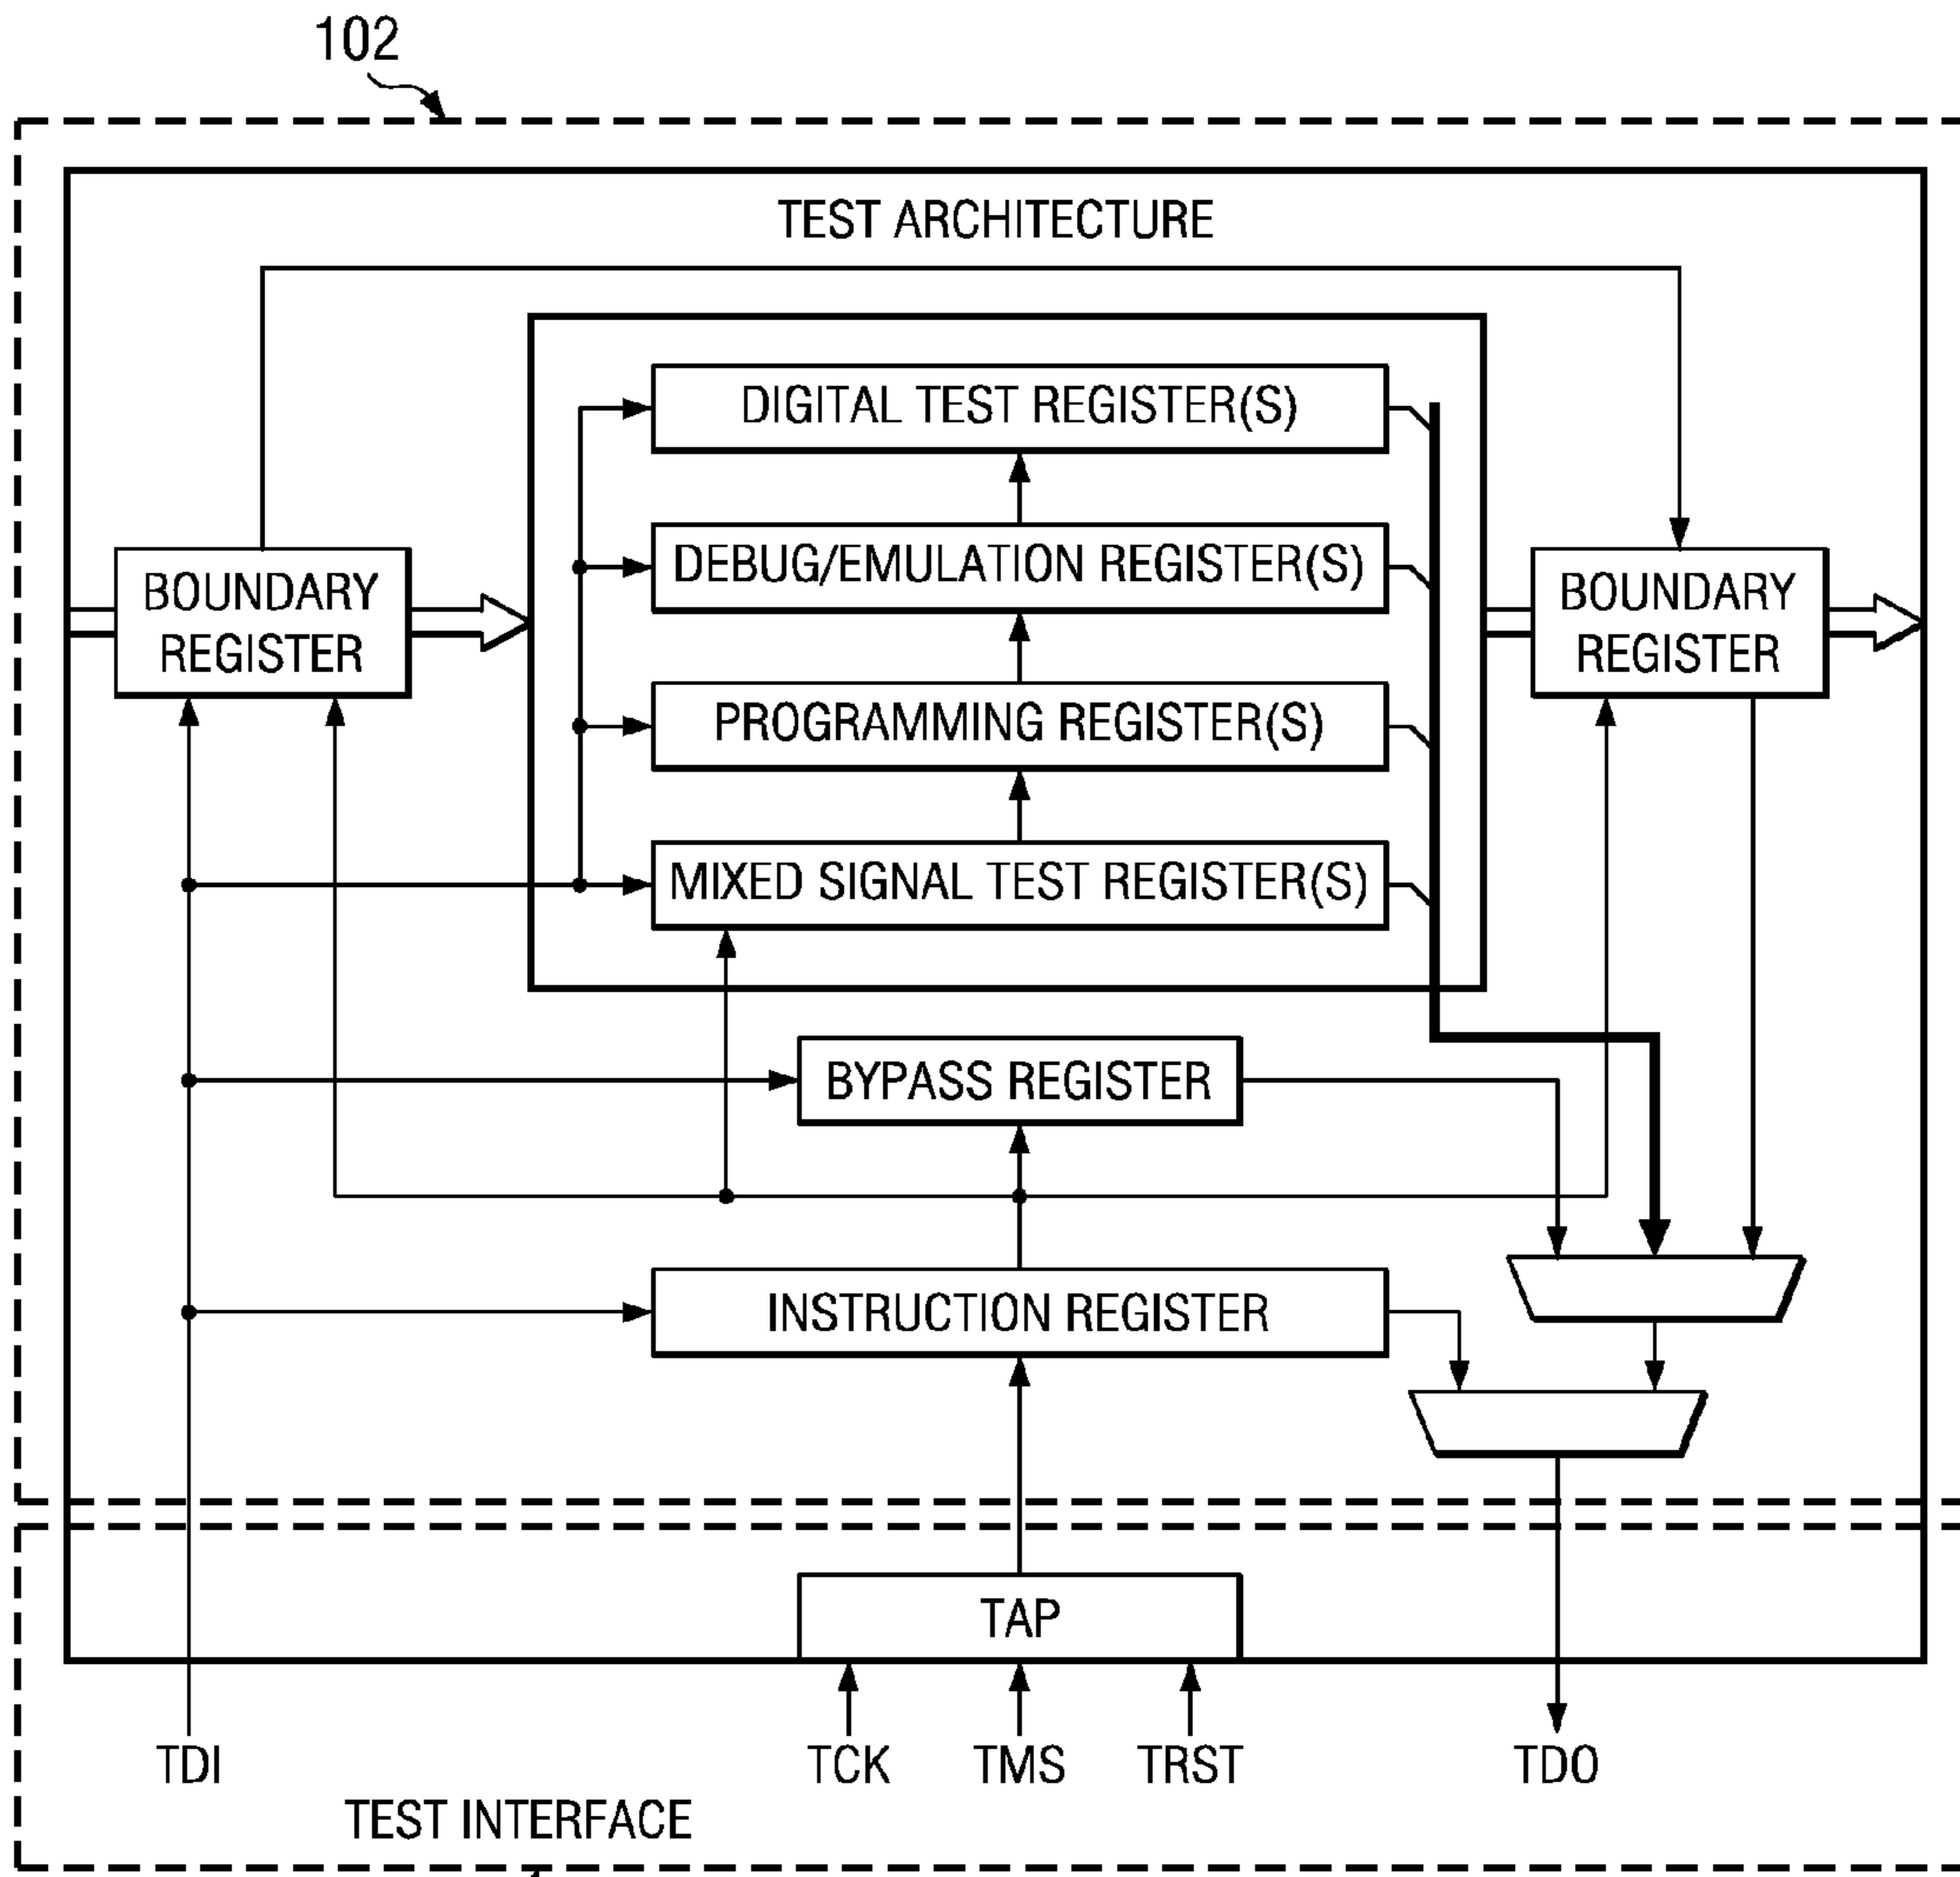 102
TEST ARCHITECTURE
DIGITAL TEST REGISTER(S)
DEBUG/EMULATION REGISTER(S)
BOUNDARY
REGISTER
BOUNDARY
REGISTER
PROGRAMMING REGISTER(S)
MIXED SIGNAL TEST REGISTER(S)
BYPASS REGISTER
INSTRUCTION REGISTER
TAP
TDI
TCK
TMS
TRST
TDO
TEST INTERFACE